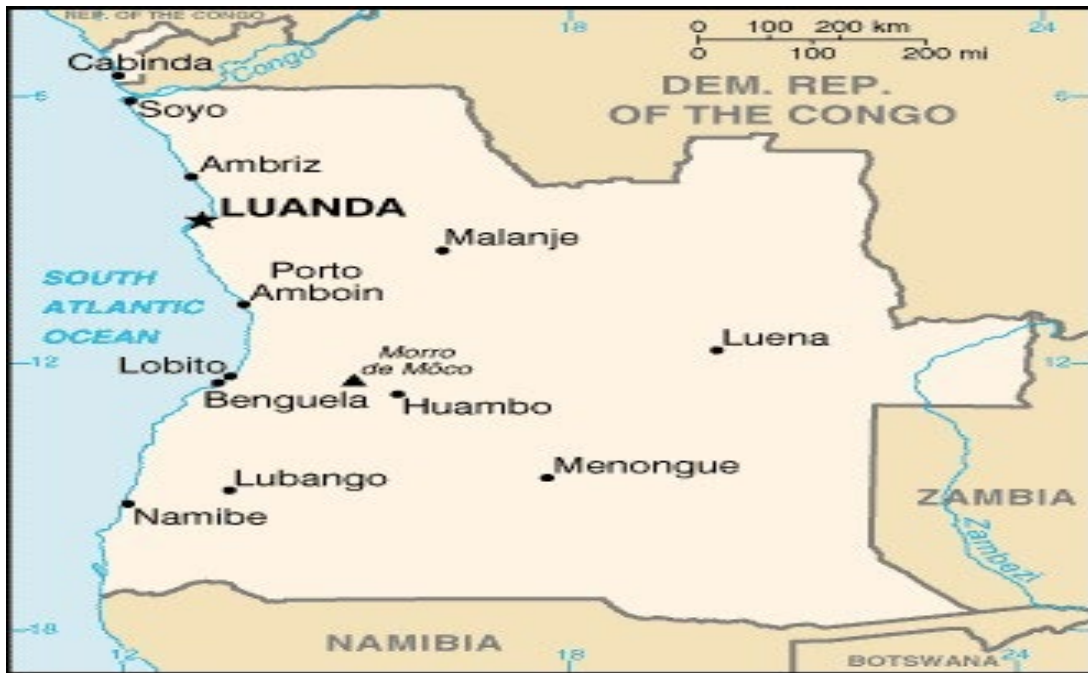 REP. OF THE CONGO
18
0 100 200 km
0 100 200 mi
24
Cabinda
Congo
DEM. REP.
OF THE CONGO
6
6
Soyo
Ambriz
LUANDA
Malanje
SOUTH
ATLANTIC
OCEAN
Porto
Amboin
Luena
12
12
Lobito
Morro
de Môco
Benguela
Huambo
Lubango
Menongue
Namibe
ZAMBIA
Zambezi
18
12
NAMIBIA
18
24
BOTSWANA